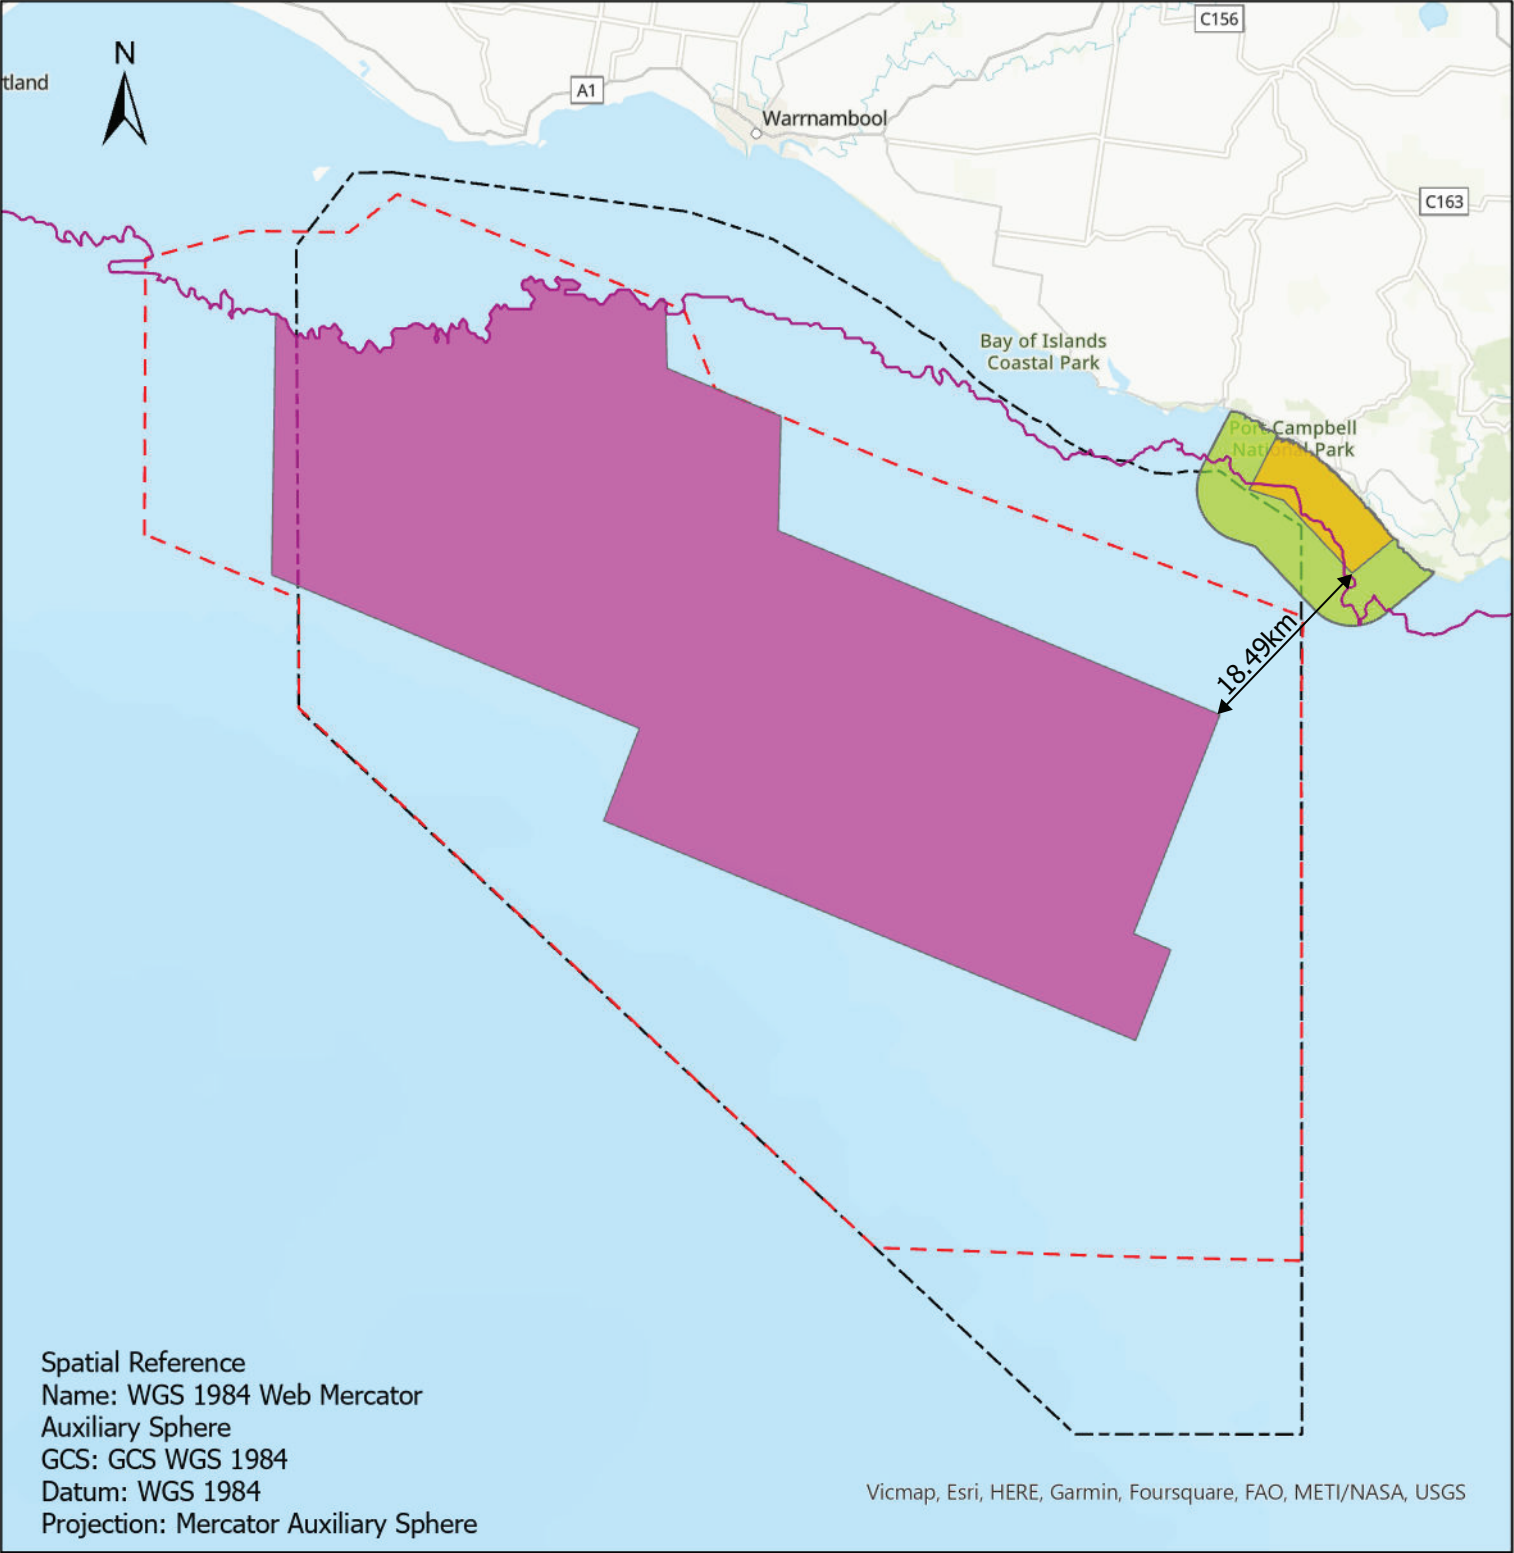 C156
N
tland
A1
Warrnambool
C163
Bay of Islands
Coastal Park
Port Campbell
National Park
18.49km
Spatial Reference
Name: WGS 1984 Web Mercator
Auxiliary Sphere
GCS: GCS WGS 1984
Datum: WGS 1984
Projection: Mercator Auxiliary Sphere
Vicmap, Esri, HERE, Garmin, Foursquare, FAO, METI/NASA, USGS